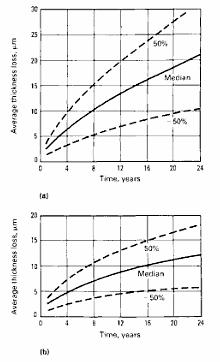 Average thickness loss, μm
30
25
20
15
10
5
0
50%
Median
- 50%
0 4 8 12 16 20 24
Time, years
(a)
Average thickness loss, μm
20
15
10
5
0
50%
Median
- 50%
0 4 8 12 16 20 24
Time, years
(b)